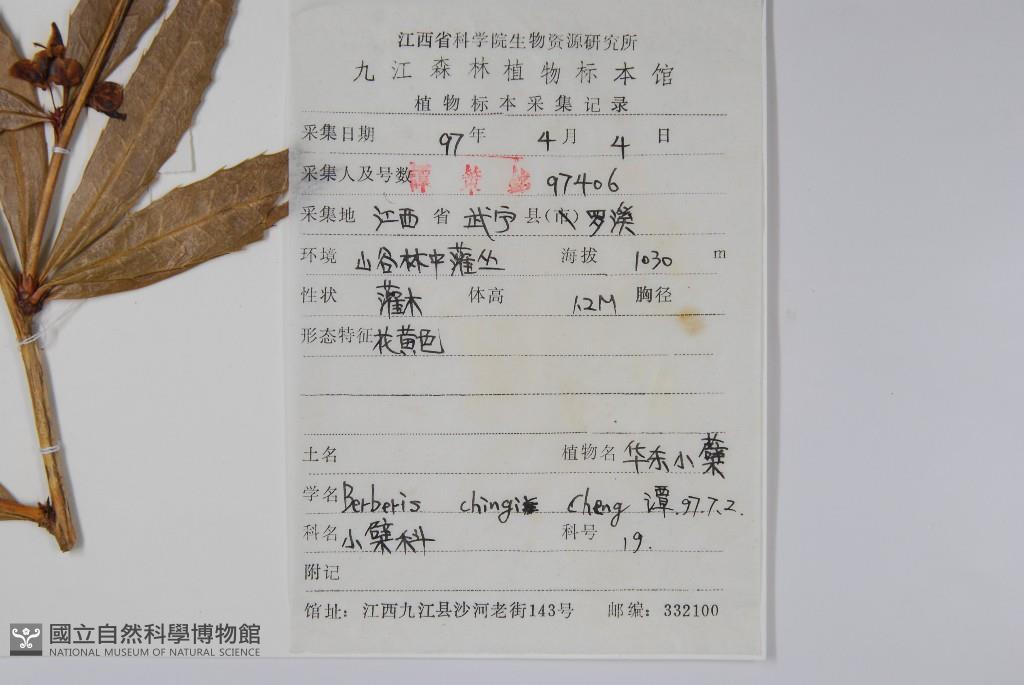 江西省科学院生物资源研究所
九江森林植物标本馆
植物标本采集记录
采集日期 97年 4月 4日
采集人及号数 谭 97406
采集地 江西省 武宁县(市) 罗溪
环境 山谷林中灌丛 海拔 1030 m
性状 灌木 体高 1.2M 胸径
形态特征 花黄色
土名 植物名 华东小蘖
学名 Berberis chingii Cheng 谭.97.7.2.
科名 小蘖科 科号 19.
附记
馆址：江西九江县沙河老街143号 邮编：332100
國立自然科學博物館
NATIONAL MUSEUM OF NATURAL SCIENCE